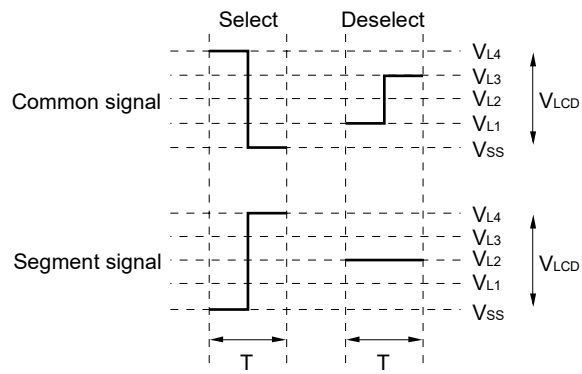 Select Deselect
VL4
VL3
Common signal VL2 VLCD
VL1
VSS
VL4
VL3
Segment signal VL2 VLCD
VL1
VSS
T T